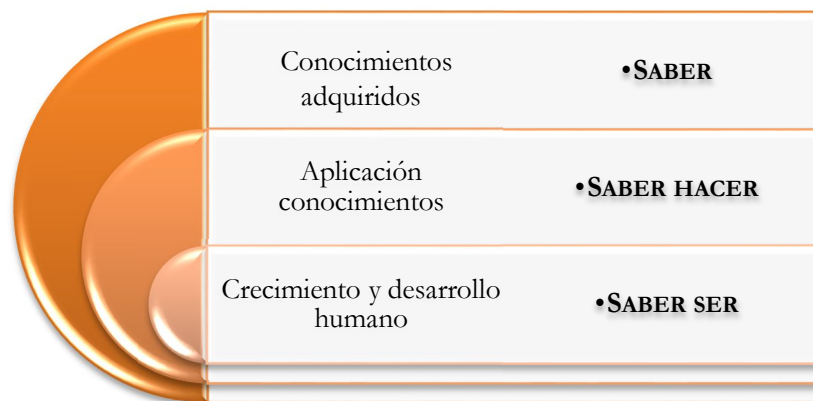 Conocimientos
adquiridos
•SABER
Aplicación
conocimientos
•SABER HACER
Crecimiento y desarrollo
humano
•SABER SER